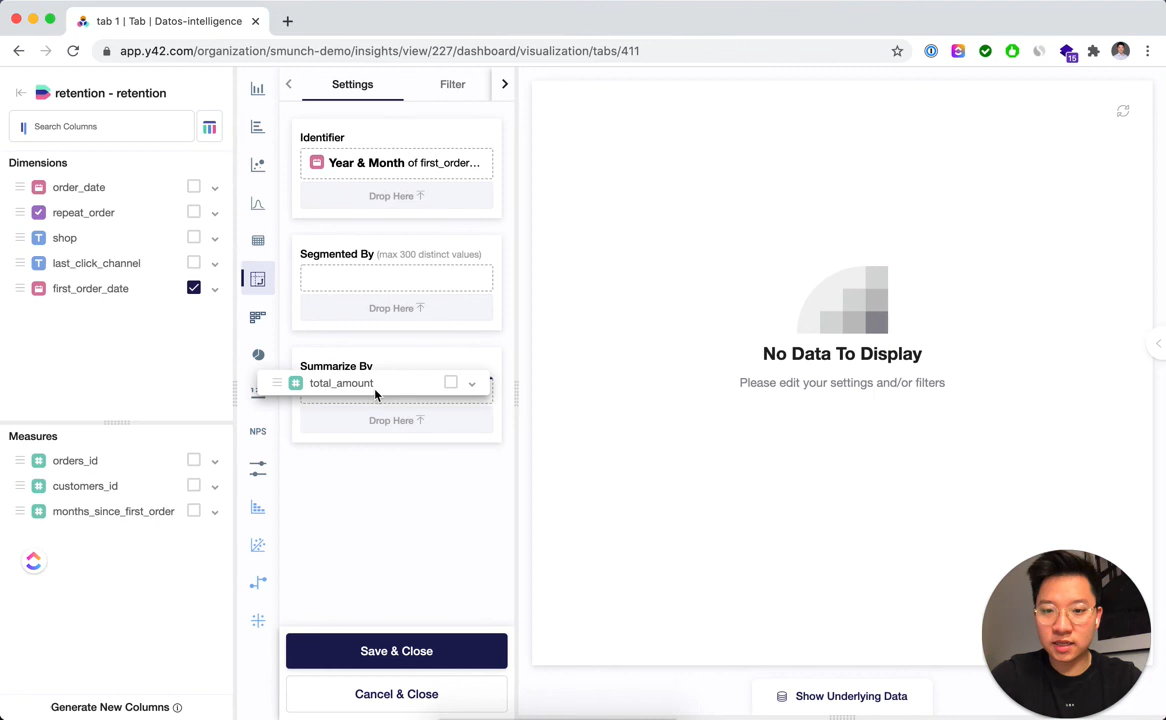 tab 1 | Tab | Datos-intelligence
app.y42.com/organization/smunch-demo/insights/view/227/dashboard/visualization/tabs/411
15
retention - retention
Search Columns
Dimensions
order_date
repeat_order
T shop
T last_click_channel
first_order_date
Measures
# orders_id
# customers_id
# months_since_first_order
Generate New Columns
NPS
Settings
Filter
Identifier
Year & Month of first_order...
Drop Here
Segmented By (max 300 distinct values)
Drop Here
Summarize By
# total_amount
Drop Here
Save & Close
Cancel & Close
No Data To Display
Please edit your settings and/or filters
Show Underlying Data